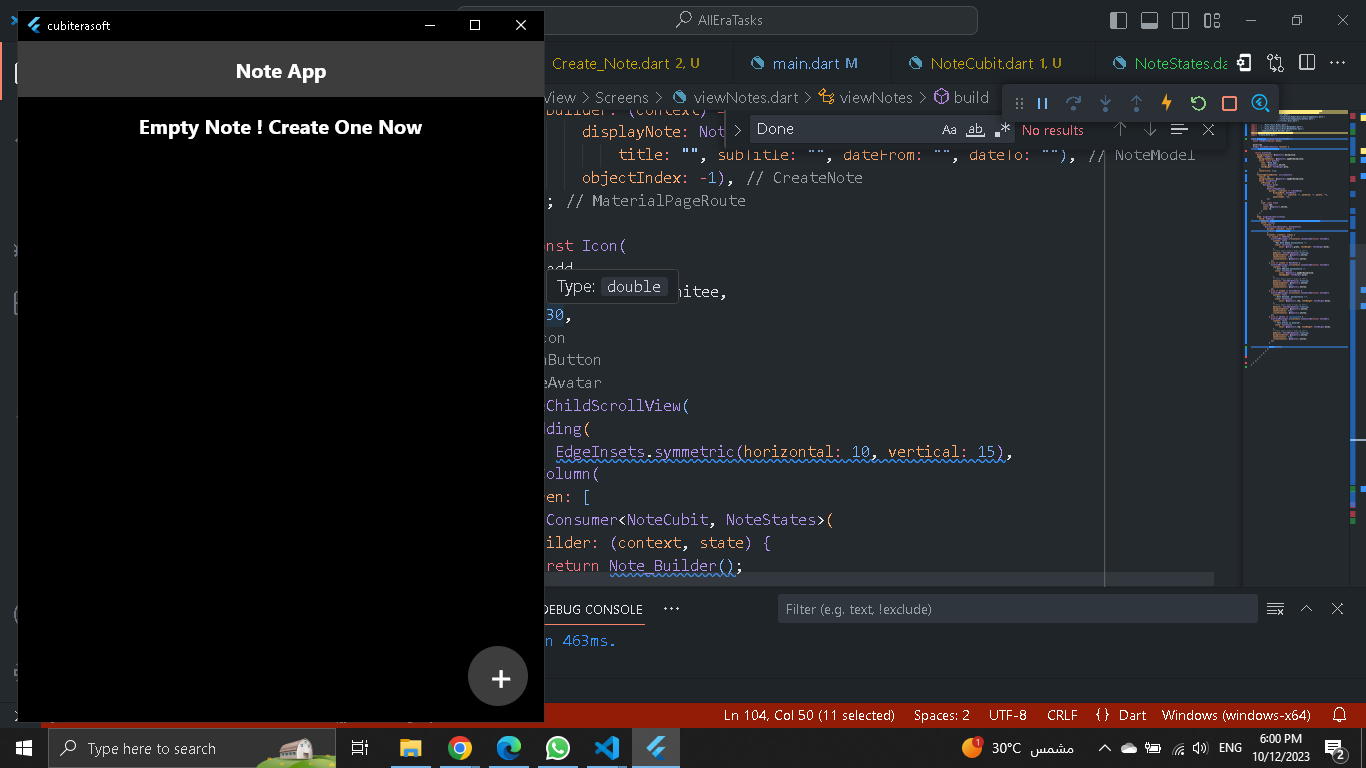 cubiterasoft
Note App
Empty Note ! Create One Now
AllEraTasks
Create_Note.dart 2, U
main.dart M
NoteCubit.dart 1, U
NoteStates.da
View > Screens > viewNotes.dart > viewNotes > build
Done
Aa ab .*
No results
builder: (context)
displayNote: Not
title: "", subTitle: "", dateFrom: "", dateTo: ""), // NoteModel
objectIndex: -1), // CreateNote
; // MaterialPageRoute
nst Icon(
add
Type: double
hitee,
30,
con
nButton
eAvatar
eChildScrollView(
dding(
EdgeInsets.symmetric(horizontal: 10, vertical: 15),
olumn(
en: [
Consumer<NoteCubit, NoteStates>(
ilder: (context, state) {
return Note_Builder();
DEBUG CONSOLE
Filter (e.g. text, !exclude)
n 463ms.
Ln 104, Col 50 (11 selected)
Spaces: 2
UTF-8
CRLF
{} Dart
Windows (windows-x64)
Type here to search
1
30°C مشمس
ENG
6:00 PM
10/12/2023
2